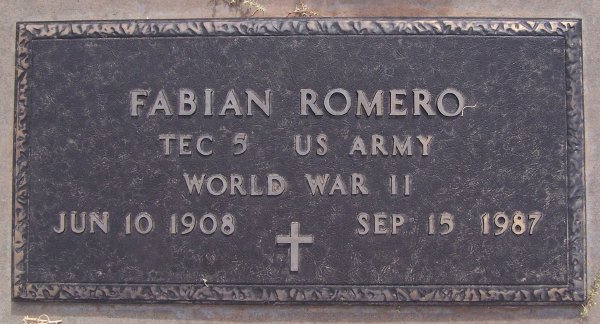 FABIAN ROMERO
TEC 5 US ARMY
WORLD WAR II
JUN 10 1908 SEP 15 1987